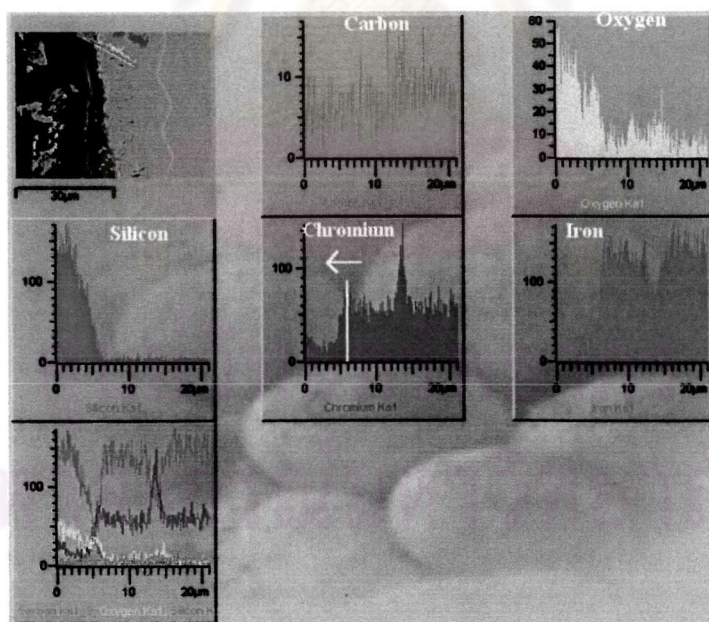 Carbon
Oxygen
10
0
0
10
20µm
60
50
40
30
20
10
0
0
10
20µm
Oxygen Ka1
30µm
Silicon
100
0
0
10
20µm
Silicon Ka1
Chromium
100
0
0
10
20µm
Chromium Ka1
Iron
100
0
0
10
20µm
Iron Ka1
100
0
0
10
20µm
Oxygen Ka1,